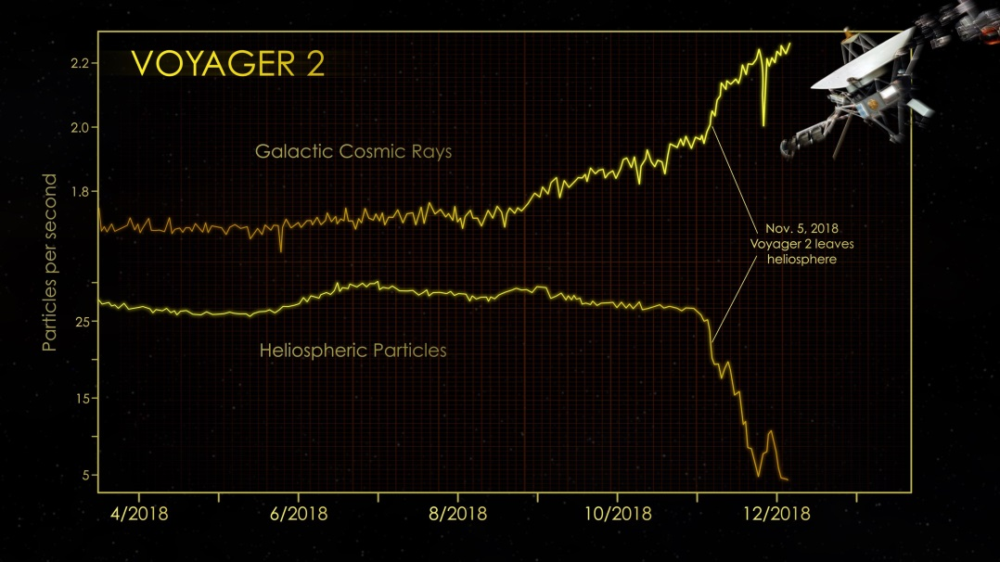 VOYAGER 2
2.2
2.0
Galactic Cosmic Rays
1.8
Particles per second
Nov. 5, 2018
Voyager 2 leaves
heliosphere
25
Heliospheric Particles
15
5
4/2018
6/2018
8/2018
10/2018
12/2018